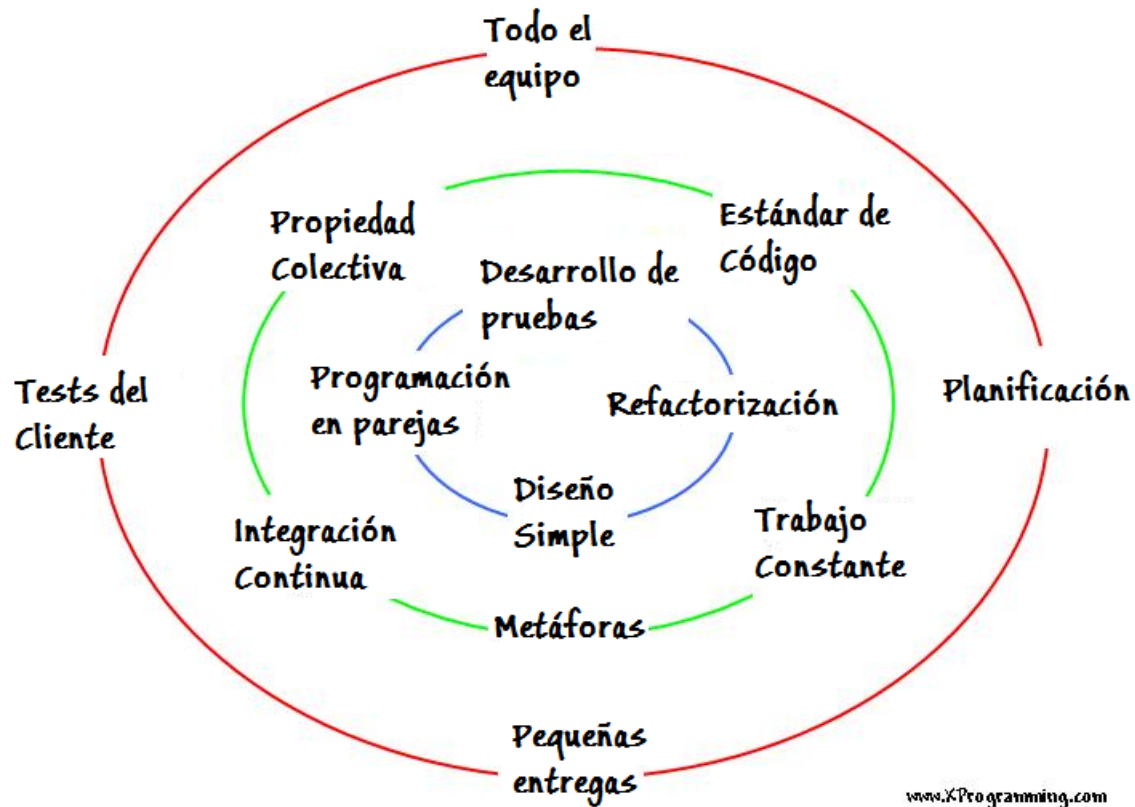 Todo el
equipo
Propiedad
Colectiva
Estándar de
Código
Desarrollo de
pruebas
Tests del
Cliente
Programación
en parejas
Refactorización
Planificación
Diseño
Simple
Integración
Continua
Trabajo
Constante
Metáforas
Pequeñas
entregas
www.XProgramming.com